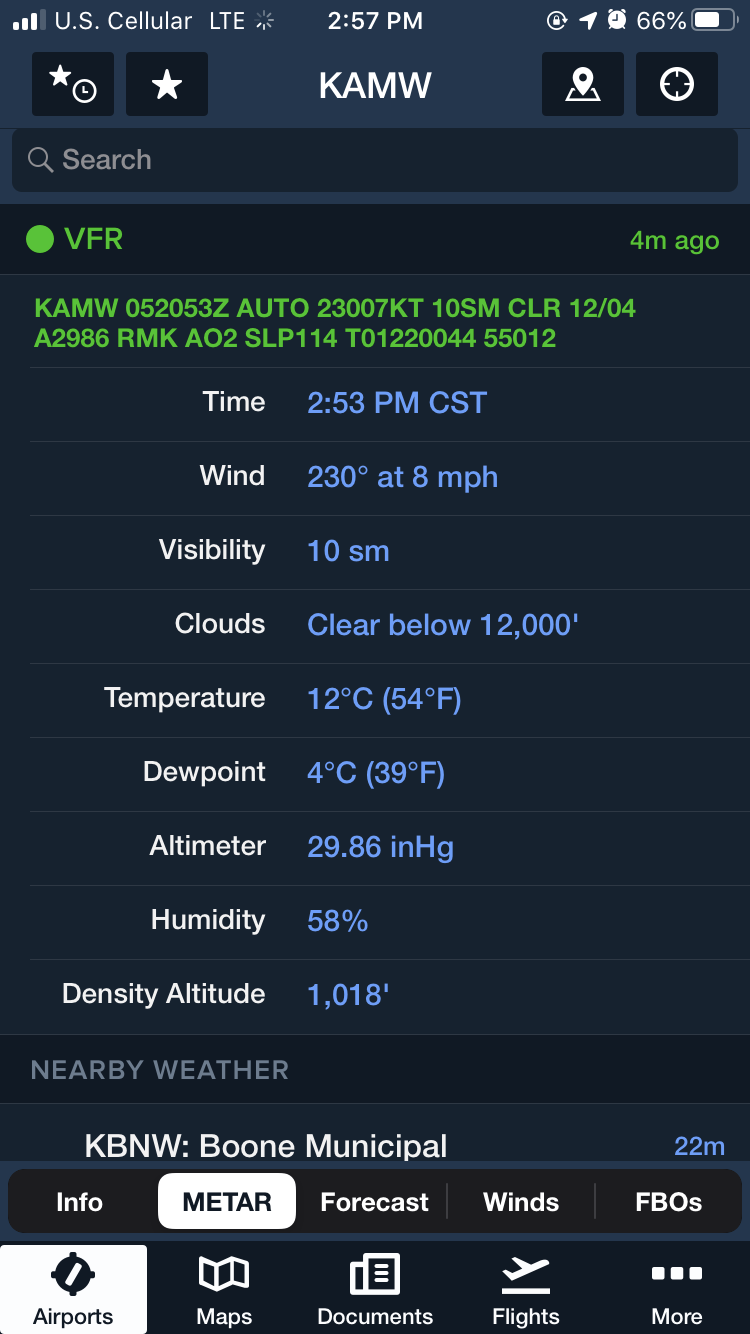 U.S. Cellular LTE 2:57 PM 66%
KAMW
Search
VFR 4m ago
KAMW 052053Z AUTO 23007KT 10SM CLR 12/04
A2986 RMK AO2 SLP114 T01220044 55012
Time 2:53 PM CST
Wind 230° at 8 mph
Visibility 10 sm
Clouds Clear below 12,000'
Temperature 12°C (54°F)
Dewpoint 4°C (39°F)
Altimeter 29.86 inHg
Humidity 58%
Density Altitude 1,018'
NEARBY WEATHER
KBNW: Boone Municipal 22m
Info METAR Forecast Winds FBOs
Airports Maps Documents Flights More